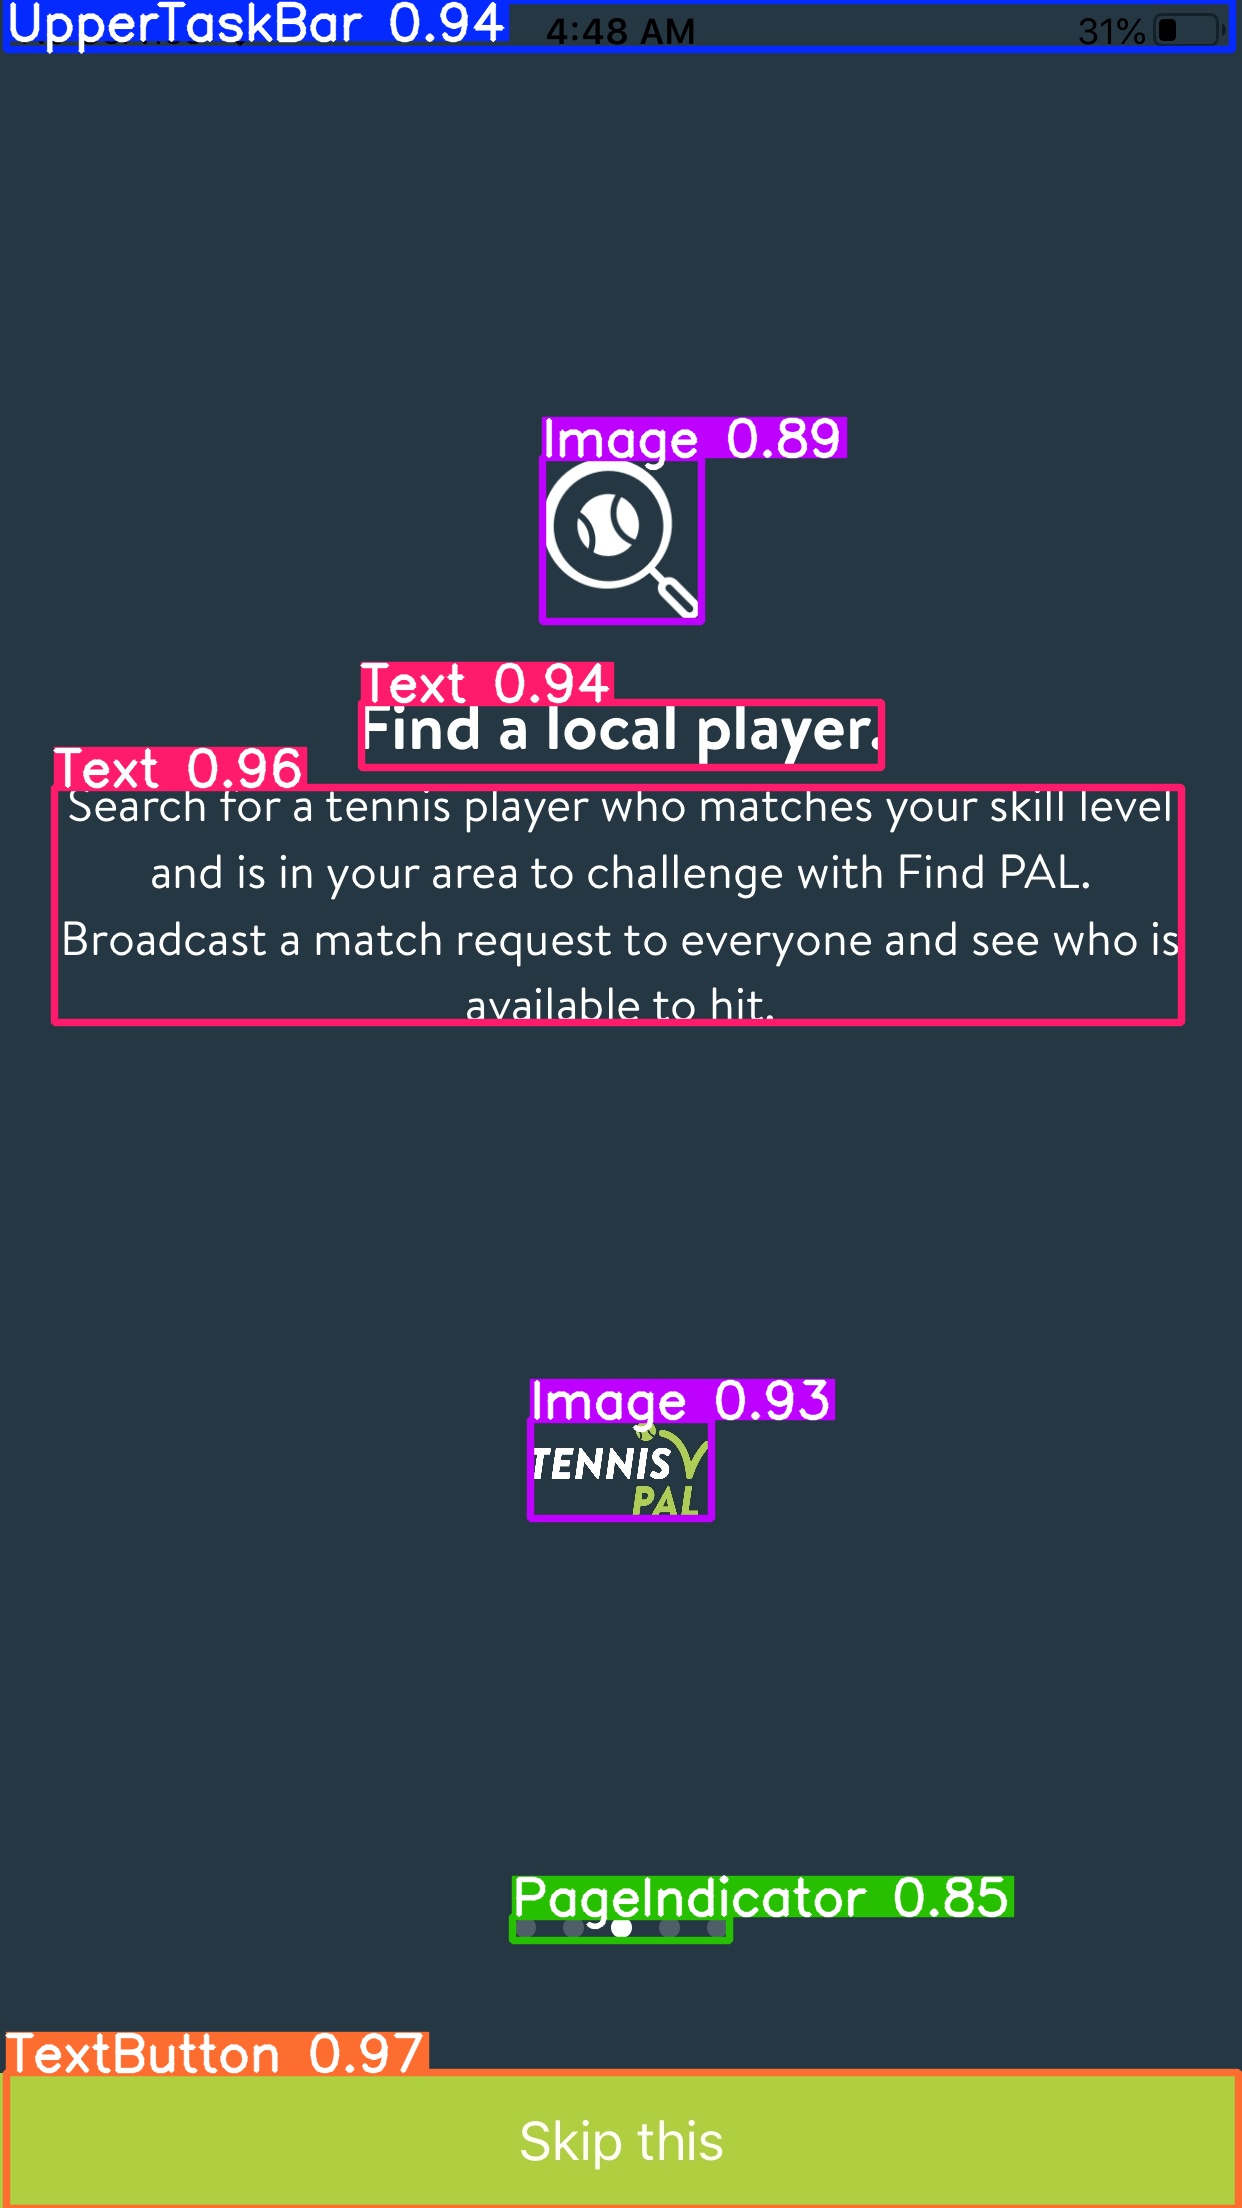 UpperTaskBar 0.94
4:48 AM
31%
Image 0.89
Text 0.94
Find a local player.
Text 0.96
Search for a tennis player who matches your skill level
and is in your area to challenge with Find PAL.
Broadcast a match request to everyone and see who is
available to hit.
Image 0.93
TENNIS
PAL
PageIndicator 0.85
TextButton 0.97
Skip this